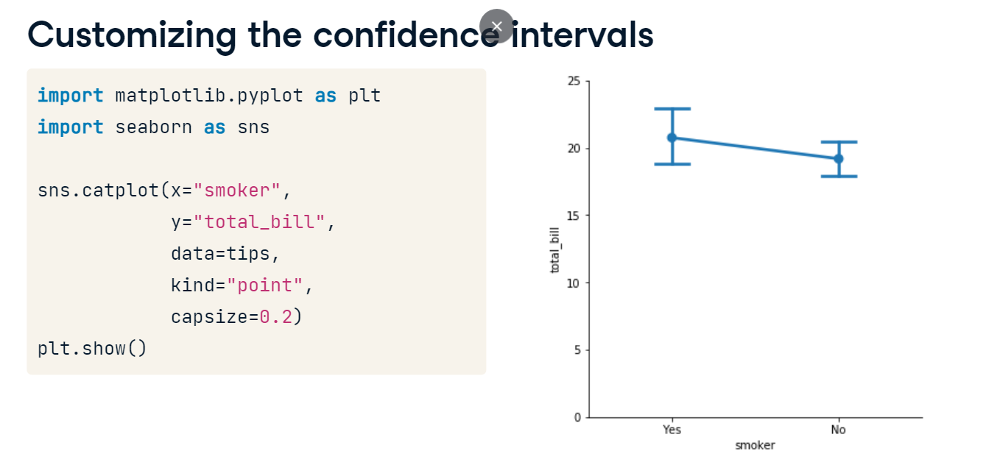 Customizing the confidence intervals
import matplotlib.pyplot as plt
import seaborn as sns
sns.catplot(x="smoker",
y="total_bill",
data=tips,
kind="point",
capsize=0.2)
plt.show()
25
20
15
10
5
0
total_bill
Yes No
smoker